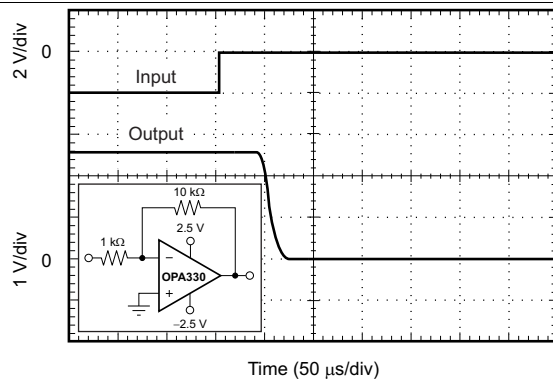 2 V/div
0
Input
Output
1 V/div
0
10 kΩ
1 kΩ
2.5 V
−
OPA330
+
−2.5 V
Time (50 μs/div)